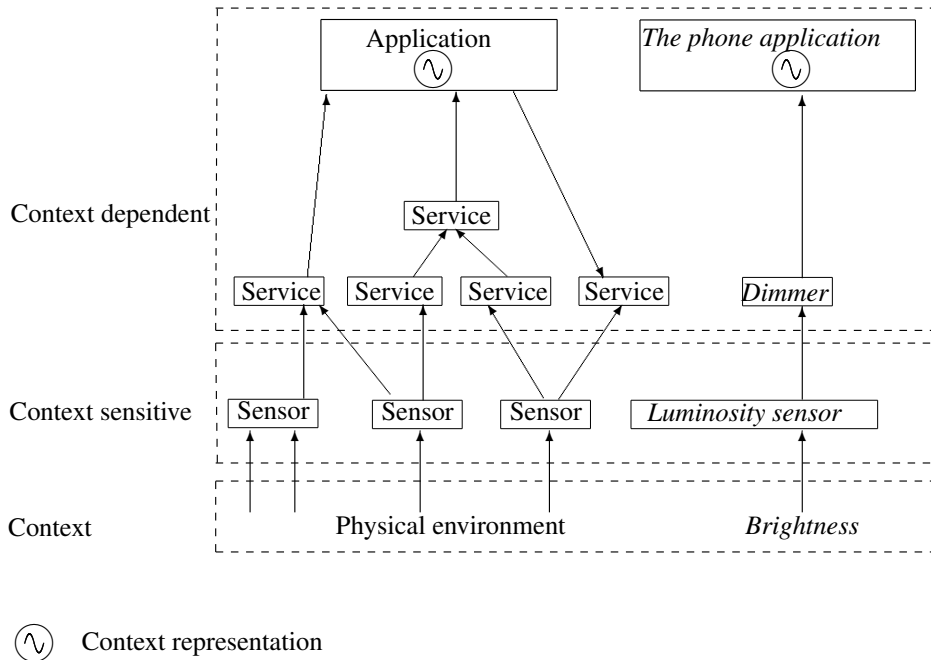 Application
The phone application
Context dependent
Service
Service
Service
Service
Service
Dimmer
Context sensitive
Sensor
Sensor
Sensor
Luminosity sensor
Context
Physical environment
Brightness
Context representation